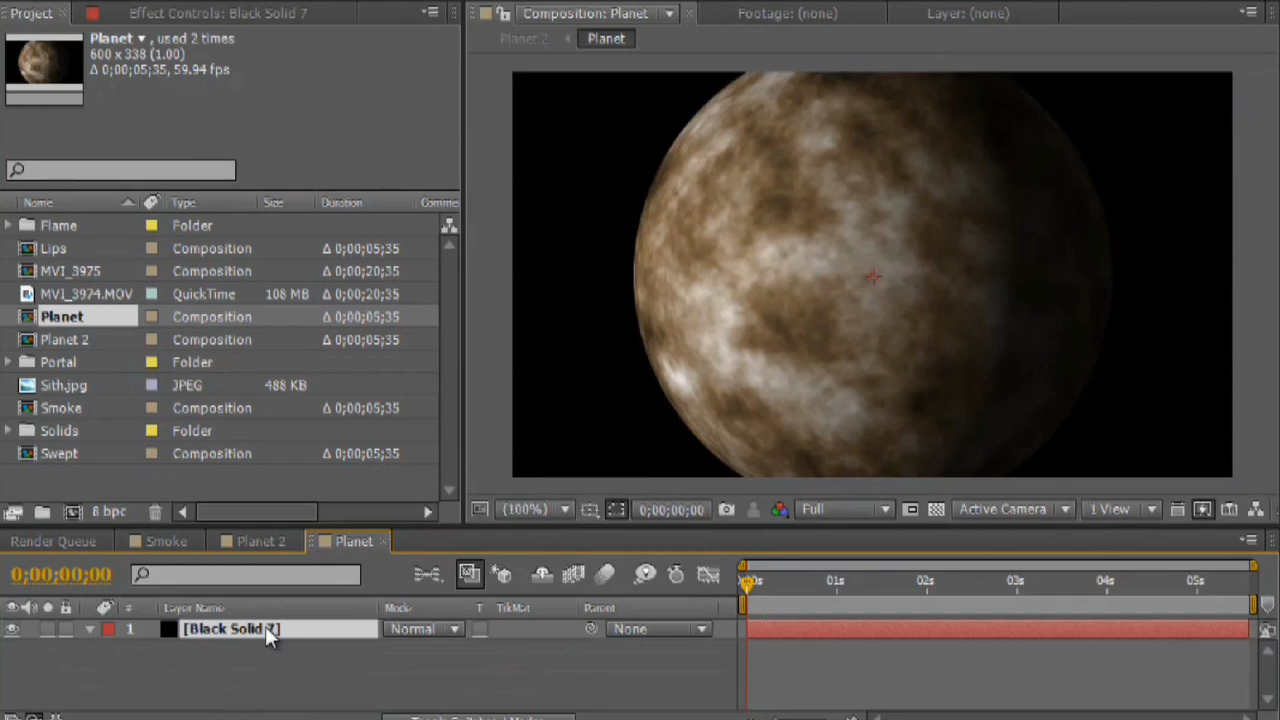 Project × Effect Controls: Black Solid 7
Composition: Planet
Footage: (none)
Layer: (none)
Planet , used 2 times
600 x 338 (1.00)
Δ 0;00;05;35, 59.94 fps
Planet 2 Planet
Name Type Size Duration Comme
Flame Folder
Lips Composition Δ 0;00;05;35
MVI_3975 Composition Δ 0;00;20;35
MVI_3974.MOV QuickTime 108 MB Δ 0;00;20;35
Planet Composition Δ 0;00;05;35
Planet 2 Composition Δ 0;00;05;35
Portal Folder
Sith.jpg JPEG 488 KB
Smoke Composition Δ 0;00;05;35
Solids Folder
Swept Composition Δ 0;00;05;35
8 bpc
(100%) 0;00;00;00 Full Active Camera 1 View
Render Queue Smoke Planet 2 Planet ×
0;00;00;00
01s 02s 03s 04s 05s
# Layer Name Mode T TrkMat Parent
1 [Black Solid 7] Normal None